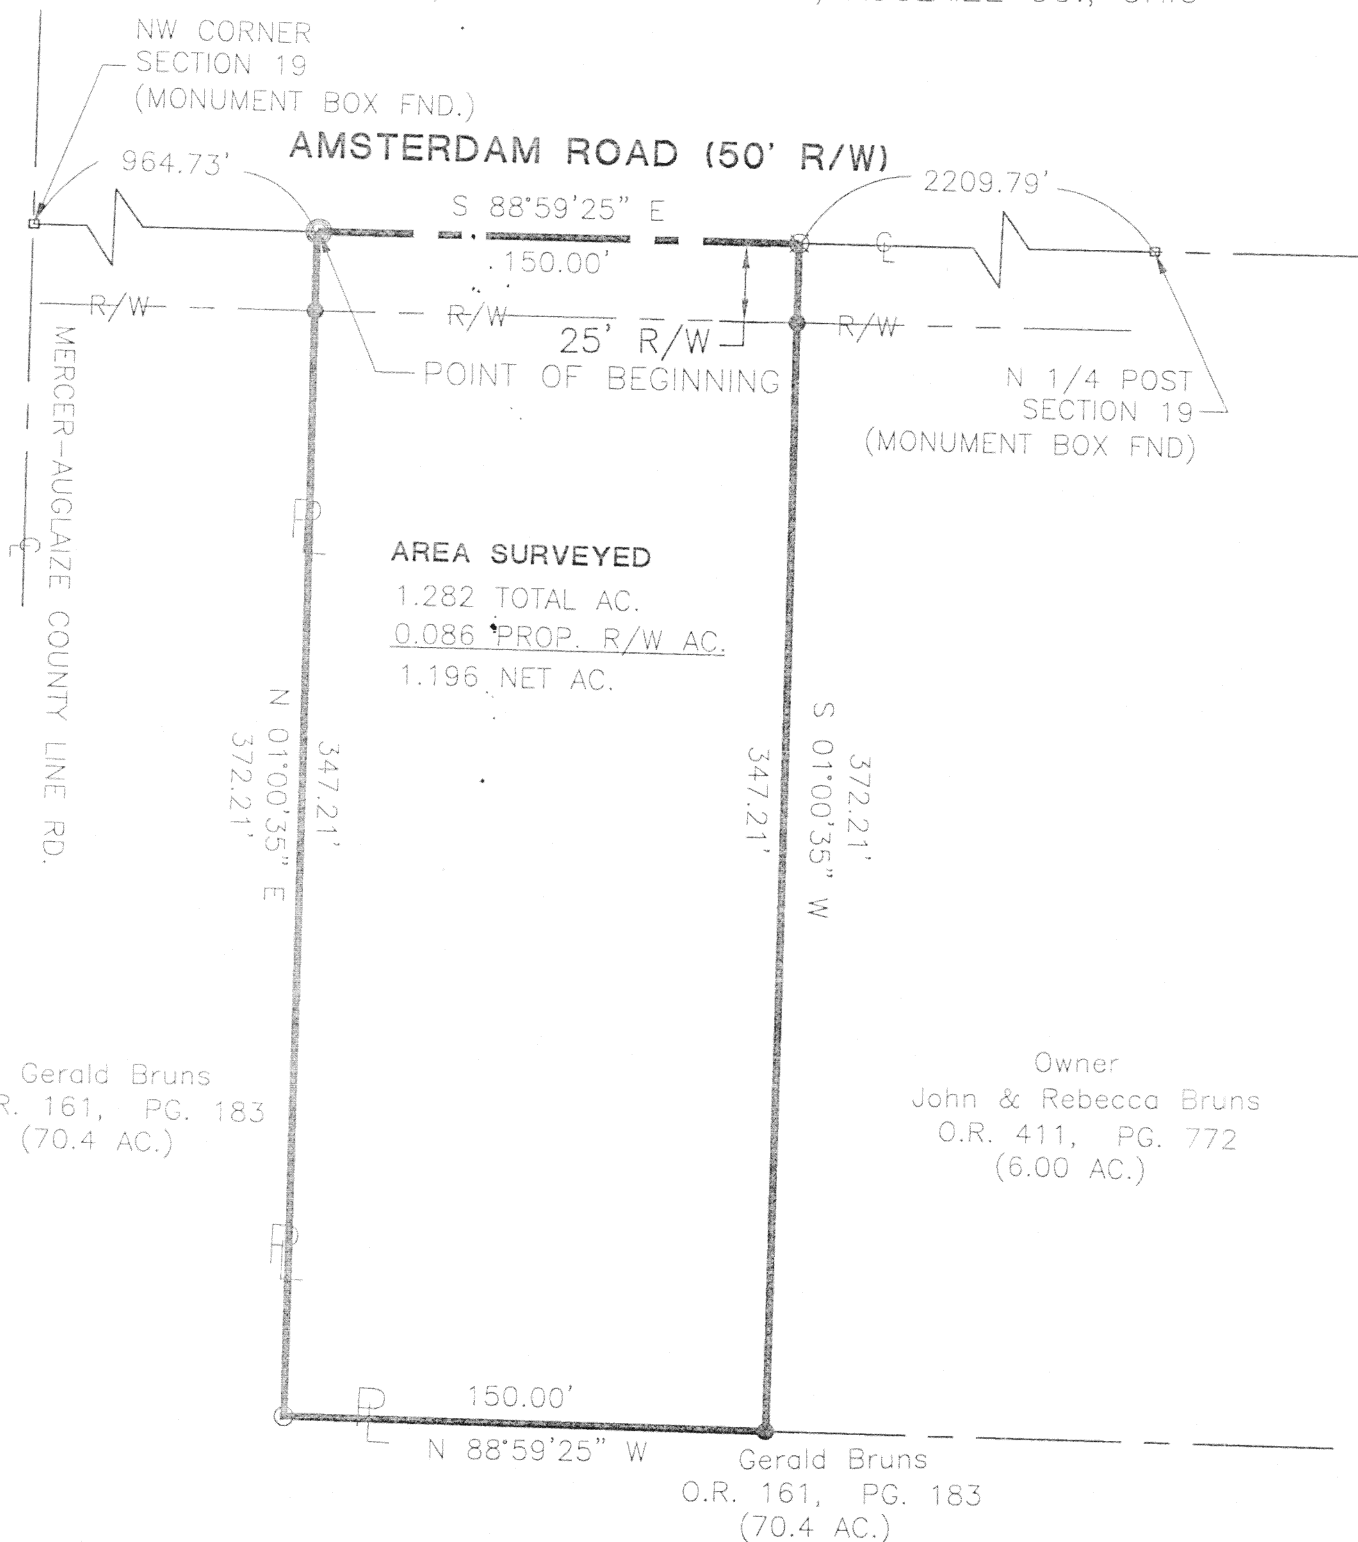 NW CORNER
SECTION 19
(MONUMENT BOX FND.)
AMSTERDAM ROAD (50' R/W)
964.73'
2209.79'
S 88°59'25" E
150.00'
R/W
R/W
R/W
25' R/W
POINT OF BEGINNING
N 1/4 POST
SECTION 19
(MONUMENT BOX FND)
MERCER-AUGLAIZE COUNTY LINE RD.
AREA SURVEYED
1.282 TOTAL AC.
0.086 PROP. R/W AC.
1.196 NET AC.
N 01°00'35" E
372.21'
347.21'
347.21'
S 01°00'35" W
372.21'
Gerald Bruns
R. 161, PG. 183
(70.4 AC.)
Owner
John & Rebecca Bruns
O.R. 411, PG. 772
(6.00 AC.)
150.00'
N 88°59'25" W
Gerald Bruns
O.R. 161, PG. 183
(70.4 AC.)